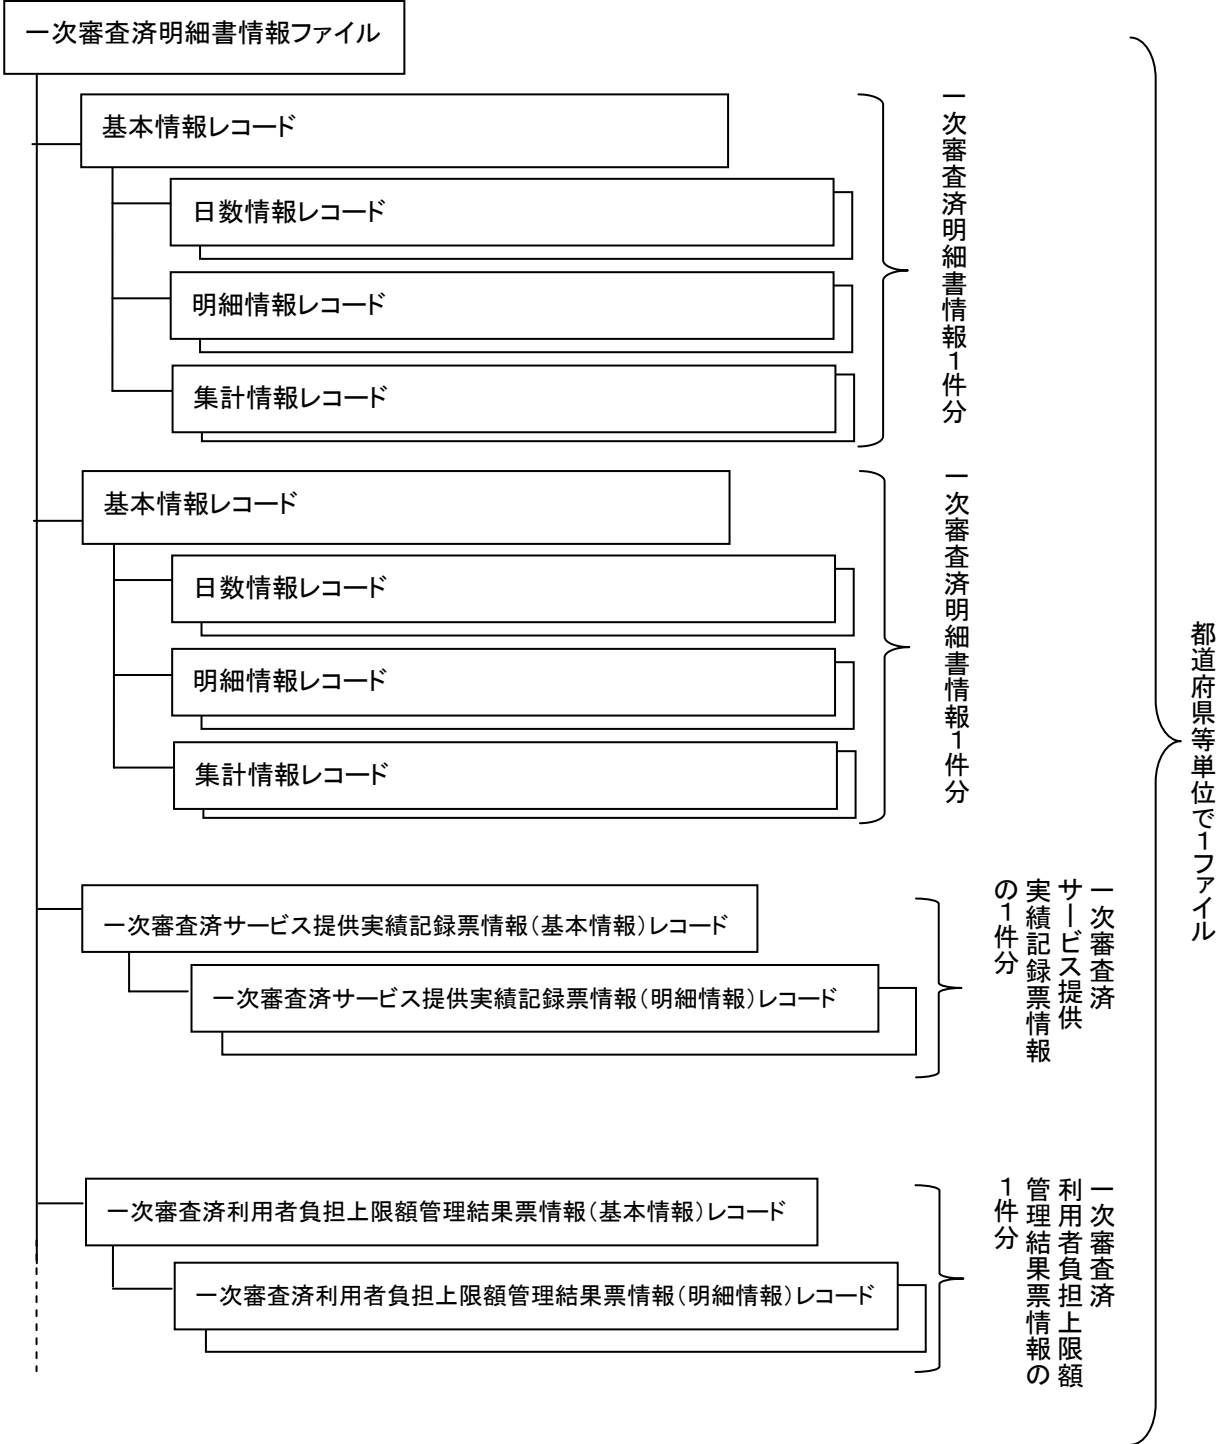 一次審査済明細書情報ファイル
基本情報レコード
日数情報レコード
明細情報レコード
集計情報レコード
一次審査済明細書情報1件分
基本情報レコード
日数情報レコード
明細情報レコード
集計情報レコード
一次審査済明細書情報1件分
一次審査済サービス提供実績記録票情報(基本情報)レコード
一次審査済サービス提供実績記録票情報(明細情報)レコード
一次審査済
サービス提供
実績記録票情報
の1件分
一次審査済利用者負担上限額管理結果票情報(基本情報)レコード
一次審査済利用者負担上限額管理結果票情報(明細情報)レコード
一次審査済
利用者負担上限額
管理結果票情報の
1件分
都道府県等単位で1ファイル